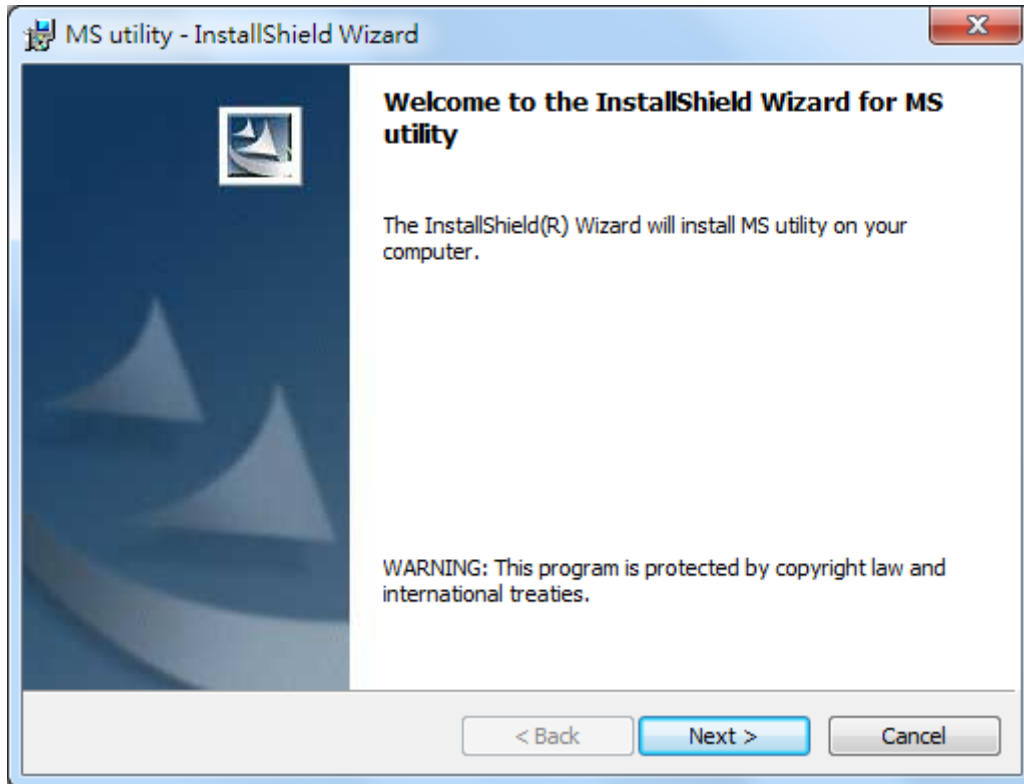 MS utility - InstallShield Wizard
Welcome to the InstallShield Wizard for MS
utility
The InstallShield(R) Wizard will install MS utility on your
computer.
WARNING: This program is protected by copyright law and
international treaties.
< Back
Next >
Cancel